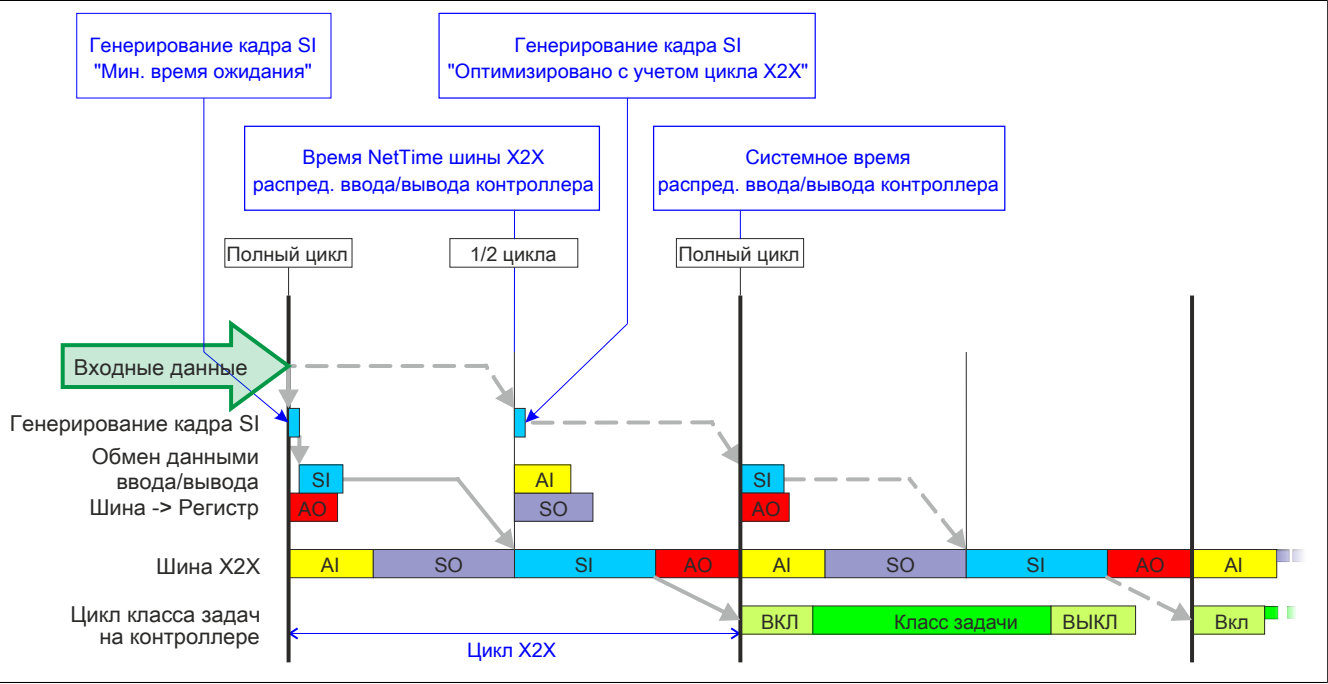 Генерирование кадра SI
"Мин. время ожидания"
Генерирование кадра SI
"Оптимизировано с учетом цикла X2X"
Время NetTime шины X2X
распред. ввода/вывода контроллера
Системное время
распред. ввода/вывода контроллера
Полный цикл
1/2 цикла
Полный цикл
Входные данные
Генерирование кадра SI
Обмен данными
ввода/вывода
Шина -> Регистр
SI
AO
AI
SO
SI
AO
Шина X2X
AI
SO
SI
AO
AI
SO
SI
AO
AI
Цикл класса задач
на контроллере
ВКЛ
Класс задачи
ВЫКЛ
Вкл
Цикл X2X